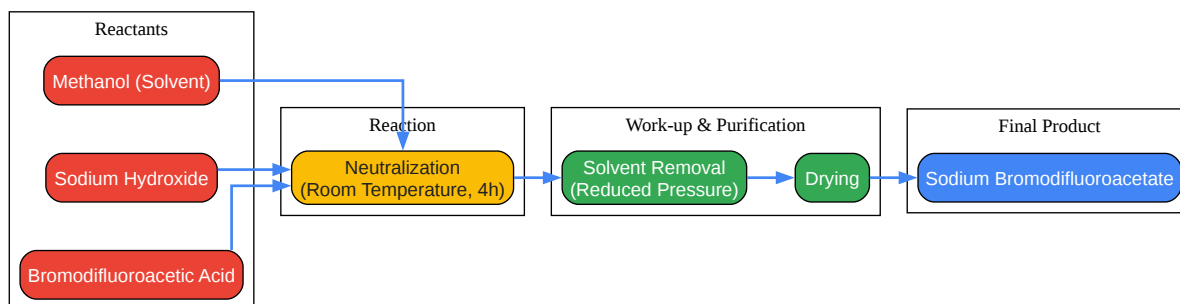 Reactants
Methanol (Solvent)
Sodium Hydroxide
Bromodifluoroacetic Acid
Reaction
Neutralization
(Room Temperature, 4h)
Work-up & Purification
Solvent Removal
(Reduced Pressure)
Drying
Final Product
Sodium Bromodifluoroacetate